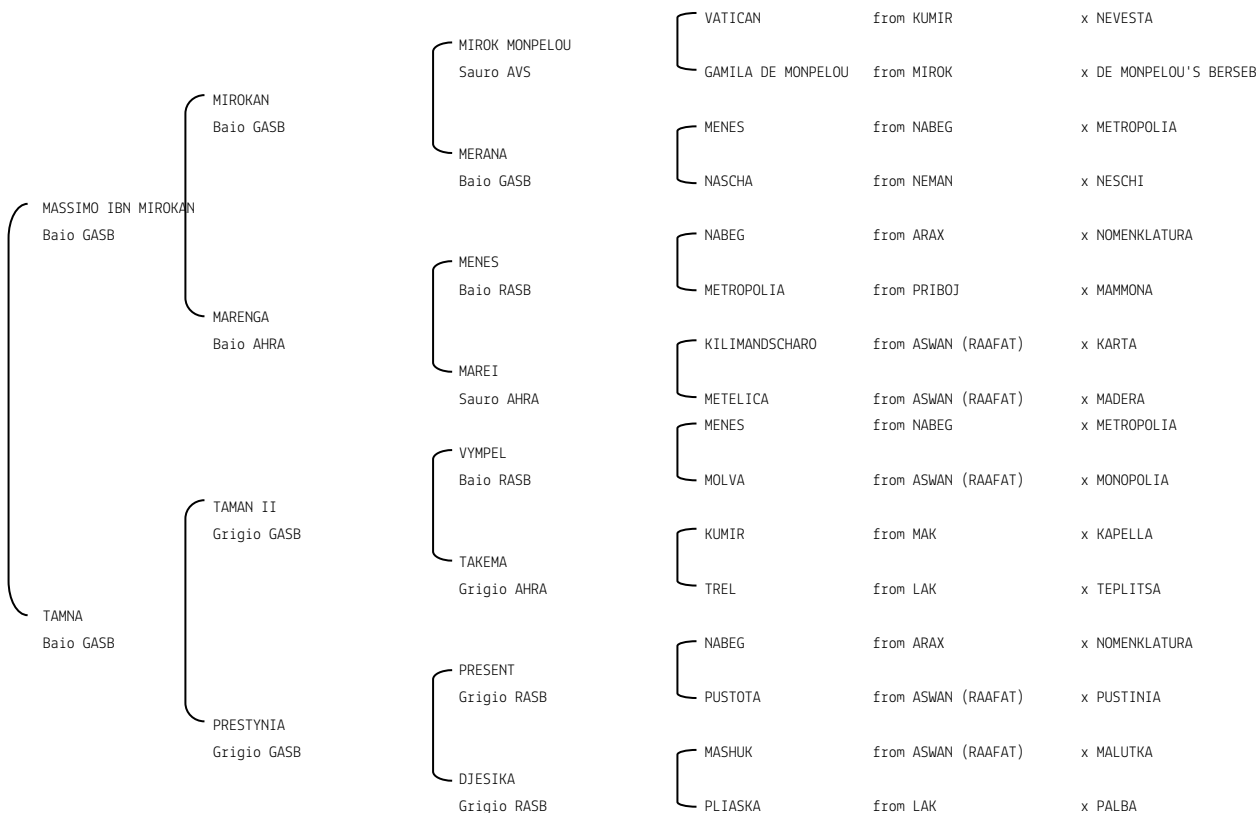 VATICAN from KUMIR x NEVESTA
MIROK MONPELOU
Sauro AVS GAMILA DE MONPELOU from MIROK x DE MONPELOU'S BERSEB
MIROKAN
Baio GASB MENES from NABEG x METROPOLIA
MERANA
Baio GASB NASCHA from NEMAN x NESCHI
MASSIMO IBN MIROKAN
Baio GASB NABEG from ARAX x NOMENKLATURA
MENES
Baio RASB METROPOLIA from PRIBOJ x MAMMONA
MARENGA
Baio AHRA KILIMANDSCHARO from ASWAN (RAAFAT) x KARTA
MAREI
Sauro AHRA METELICA from ASWAN (RAAFAT) x MADERA
MENES from NABEG x METROPOLIA
VYMPEL
Baio RASB MOLVA from ASWAN (RAAFAT) x MONOPOLIA
TAMAN II
Grigio GASB KUMIR from MAK x KAPELLA
TAKEMA
Grigio AHRA TREL from LAK x TEPLITSA
TAMNA
Baio GASB NABEG from ARAX x NOMENKLATURA
PRESENT
Grigio RASB PUSTOTA from ASWAN (RAAFAT) x PUSTINIA
PRESTYNIA
Grigio GASB MASHUK from ASWAN (RAAFAT) x MALUTKA
DJESIKA
Grigio RASB PLIASKA from LAK x PALBA